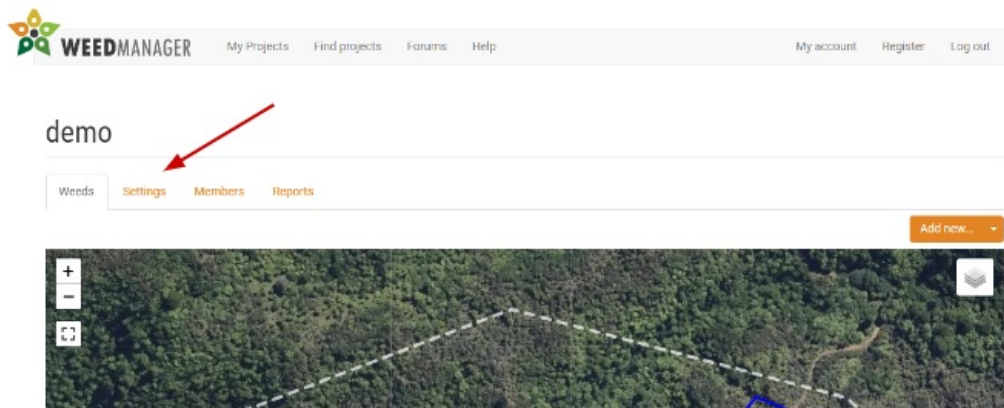 WEEDMANAGER My Projects Find projects Forums Help My account Register Log out
demo
Weeds Settings Members Reports
Add new...
+
−